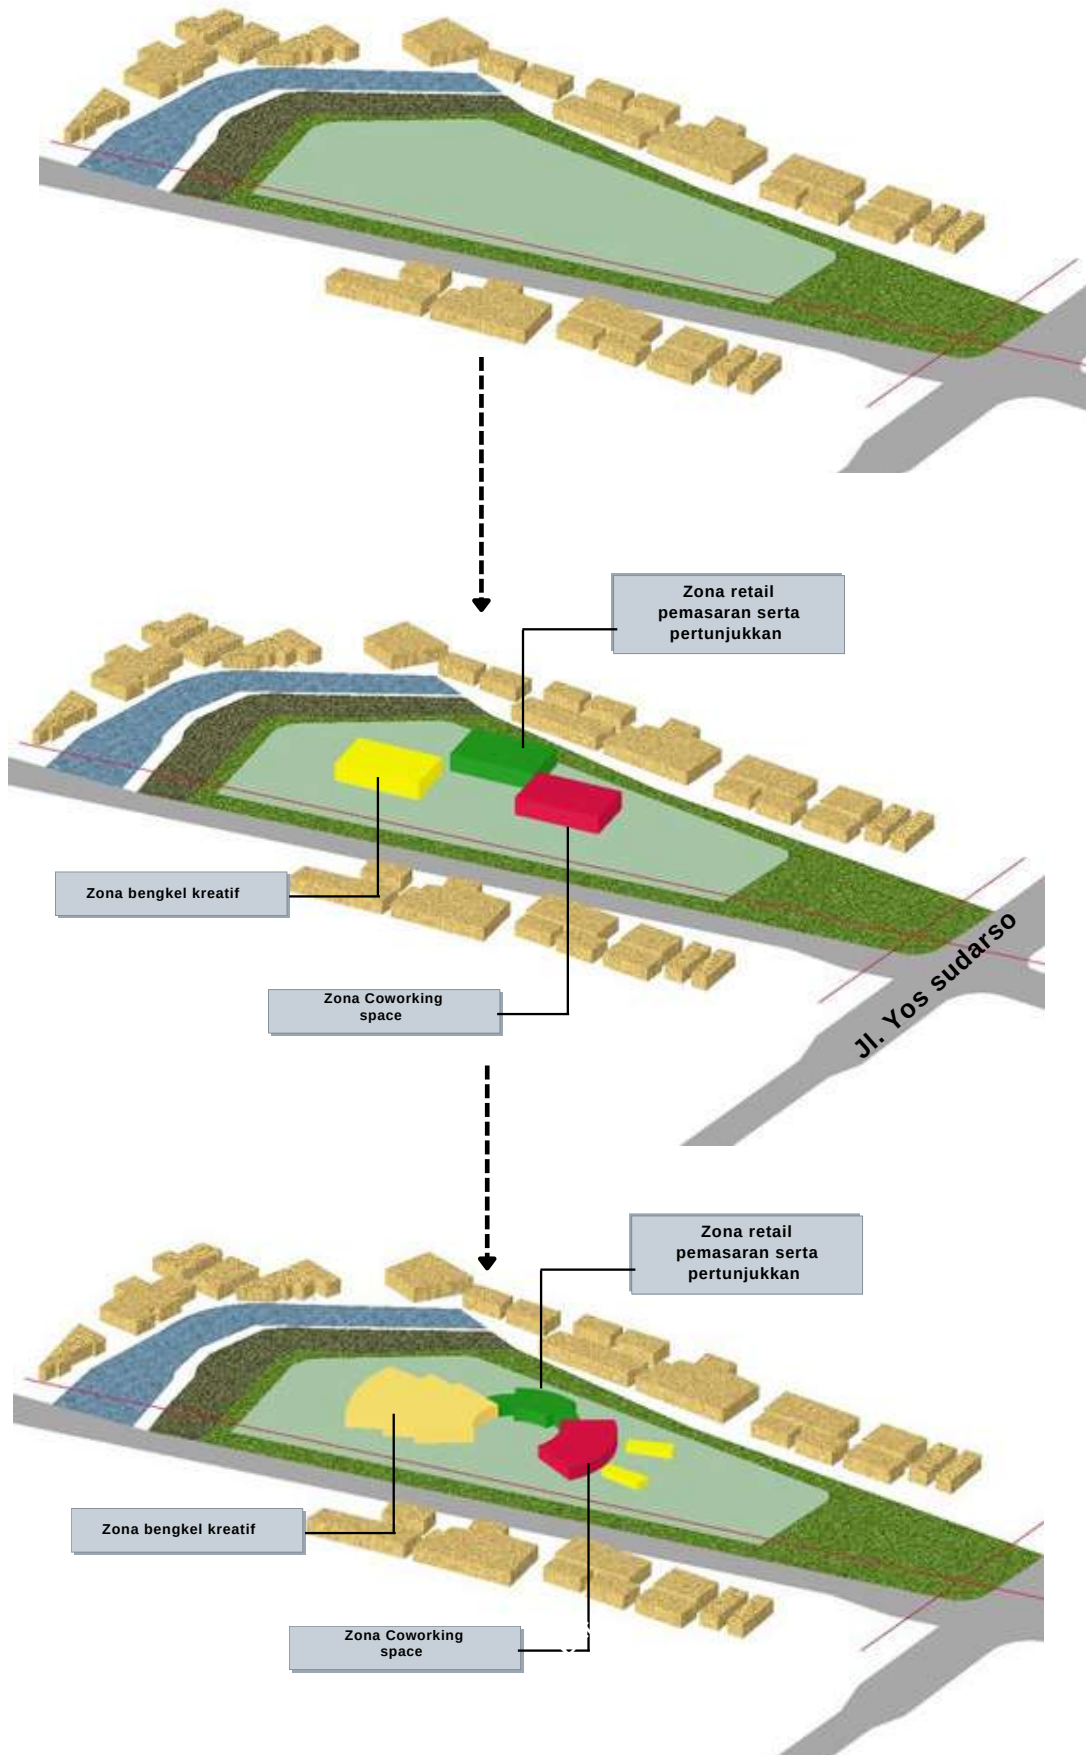 Zona retail
pemasaran serta
pertunjukkan
Zona bengkel kreatif
Zona Coworking
space
Jl. Yos sudarso
Zona retail
pemasaran serta
pertunjukkan
Zona bengkel kreatif
Zona Coworking
space